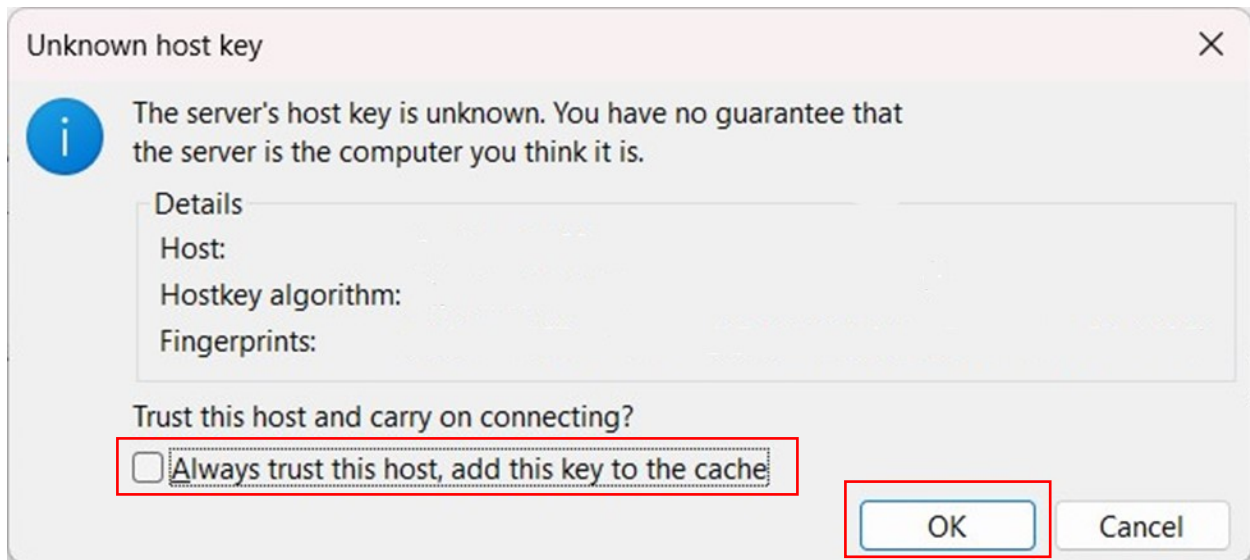 Unknown host key
The server's host key is unknown. You have no guarantee that
the server is the computer you think it is.
Details
Host:
Hostkey algorithm:
Fingerprints:
Trust this host and carry on connecting?
Always trust this host, add this key to the cache
OK Cancel